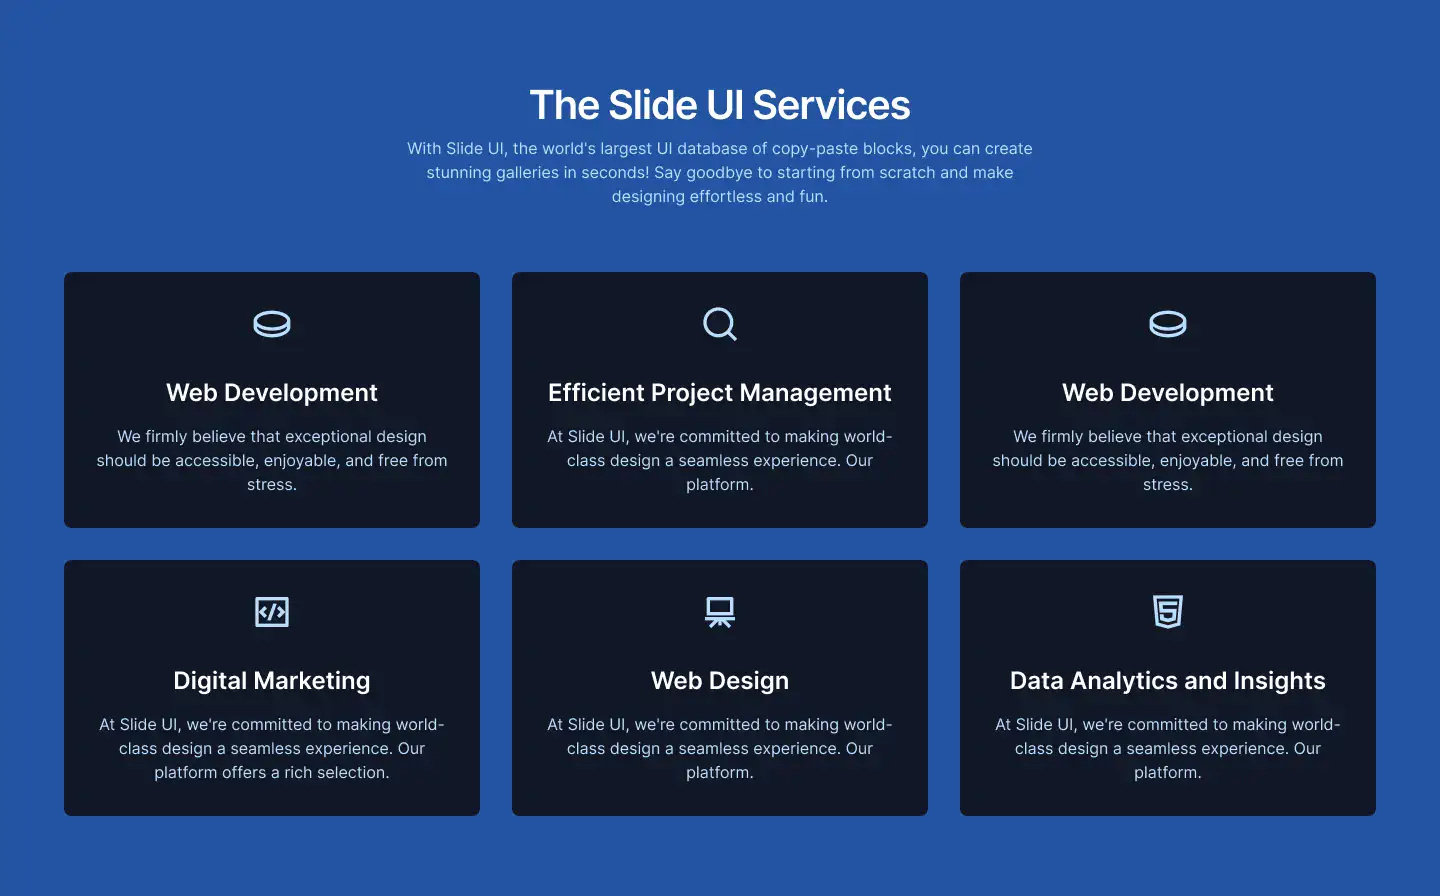 The Slide UI Services
With Slide UI, the world's largest UI database of copy-paste blocks, you can create
stunning galleries in seconds! Say goodbye to starting from scratch and make
designing effortless and fun.
Web Development
We firmly believe that exceptional design
should be accessible, enjoyable, and free from
stress.
Efficient Project Management
At Slide UI, we're committed to making world-
class design a seamless experience. Our
platform.
Web Development
We firmly believe that exceptional design
should be accessible, enjoyable, and free from
stress.
Digital Marketing
At Slide UI, we're committed to making world-
class design a seamless experience. Our
platform offers a rich selection.
Web Design
At Slide UI, we're committed to making world-
class design a seamless experience. Our
platform.
Data Analytics and Insights
At Slide UI, we're committed to making world-
class design a seamless experience. Our
platform.